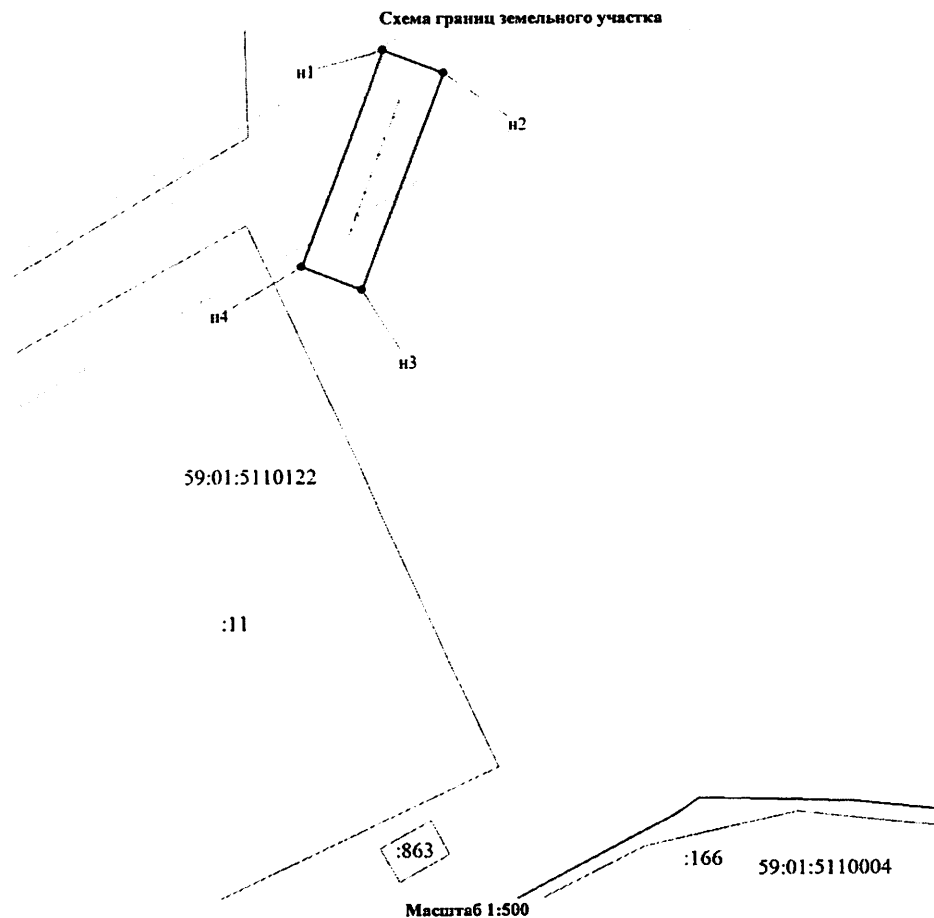 Схема границ земельного участка
н1
н2
н4
н3
59:01:5110122
:11
:863
:166
59:01:5110004
Масштаб 1:500